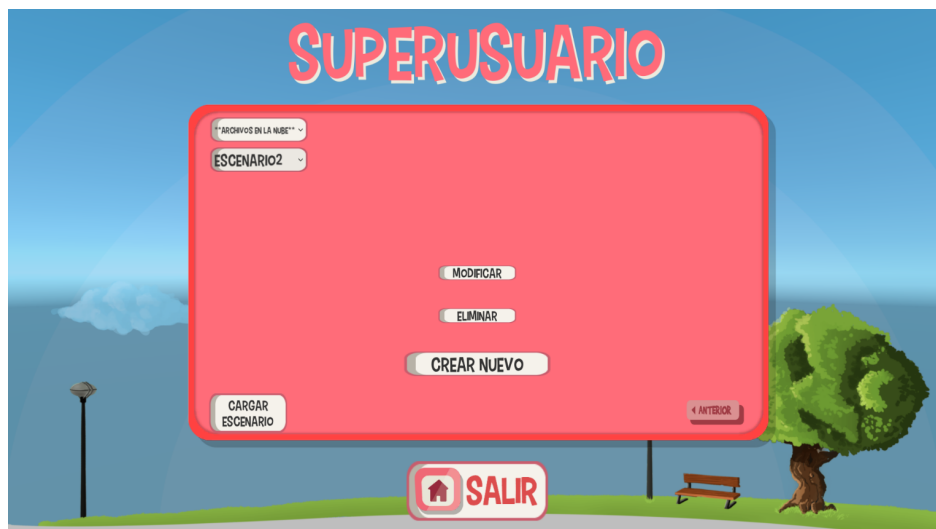 SUPERUSUARIO
**ARCHIVOS EN LA NUBE**
ESCENARIO2
MODIFICAR
ELIMINAR
CREAR NUEVO
CARGAR
ESCENARIO
ANTERIOR
SALIR